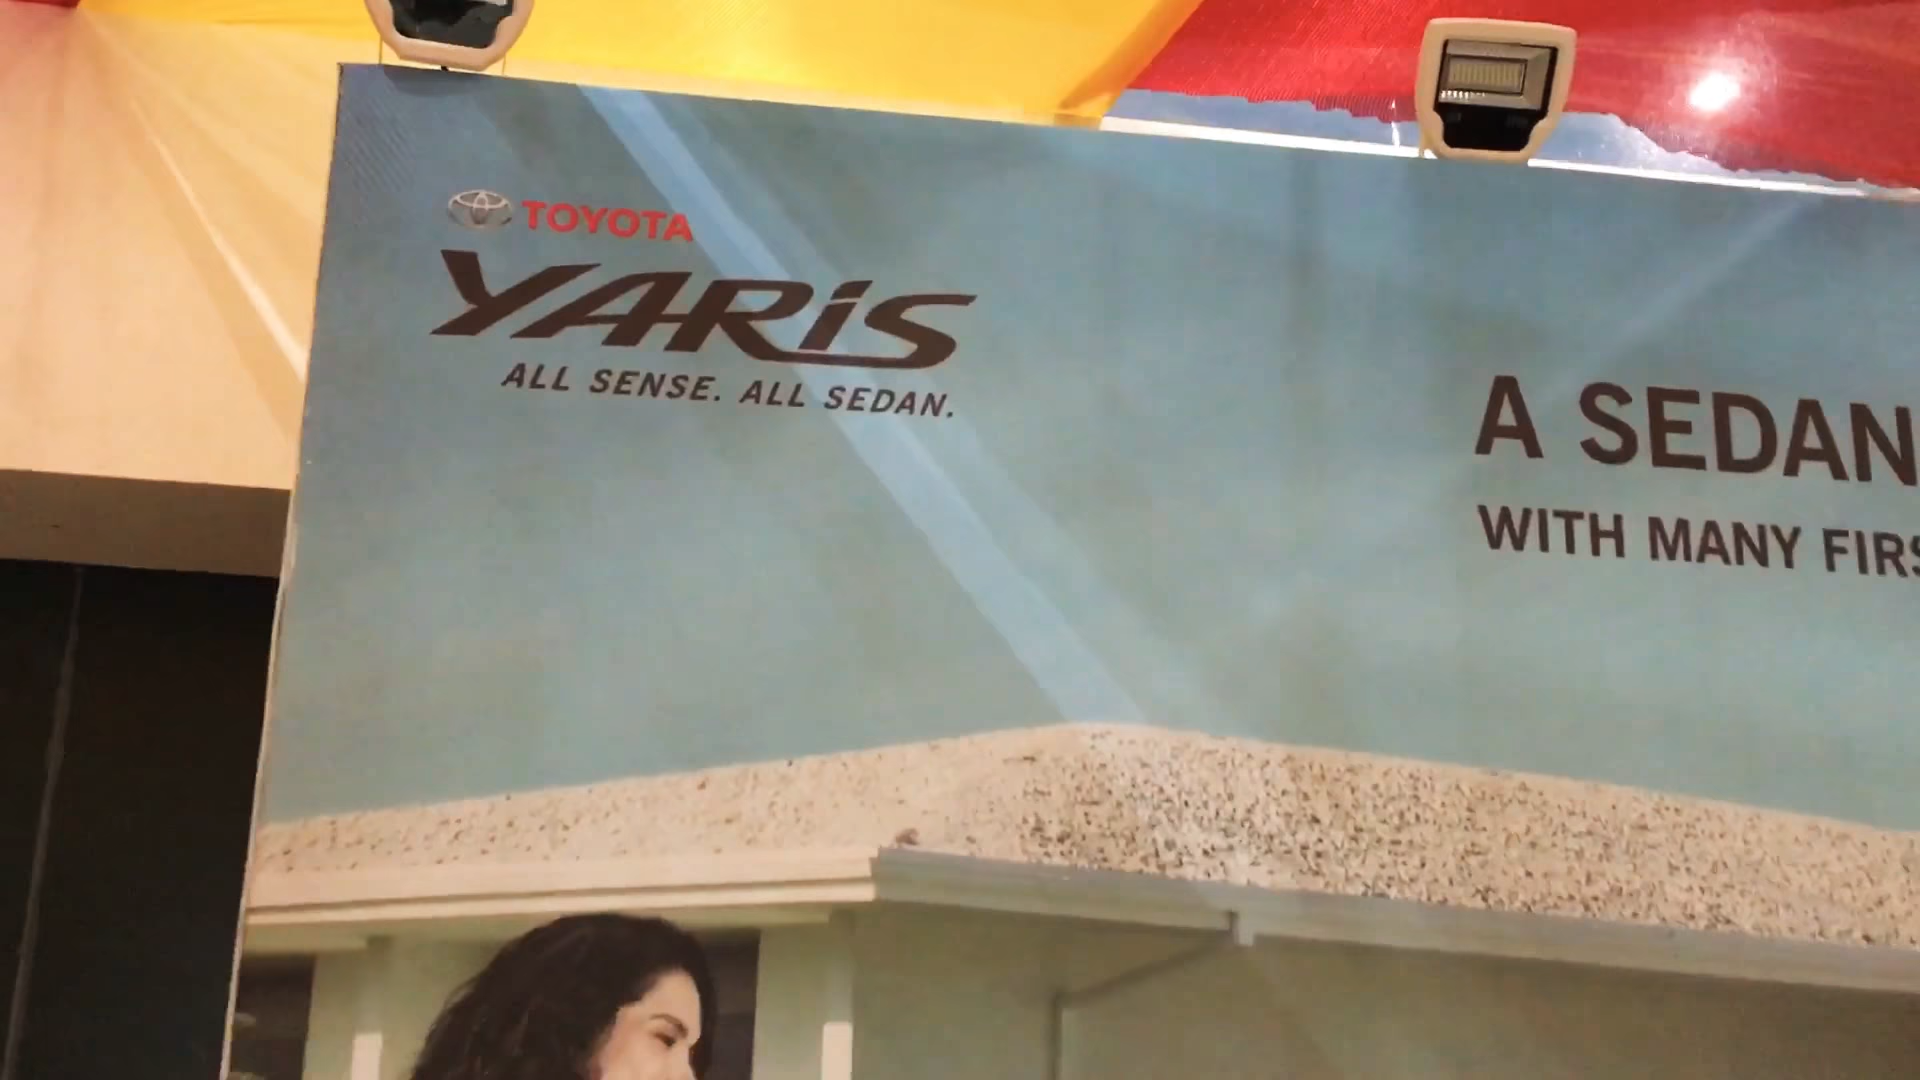 TOYOTA
YARIS
ALL SENSE. ALL SEDAN.
A SEDAN
WITH MANY